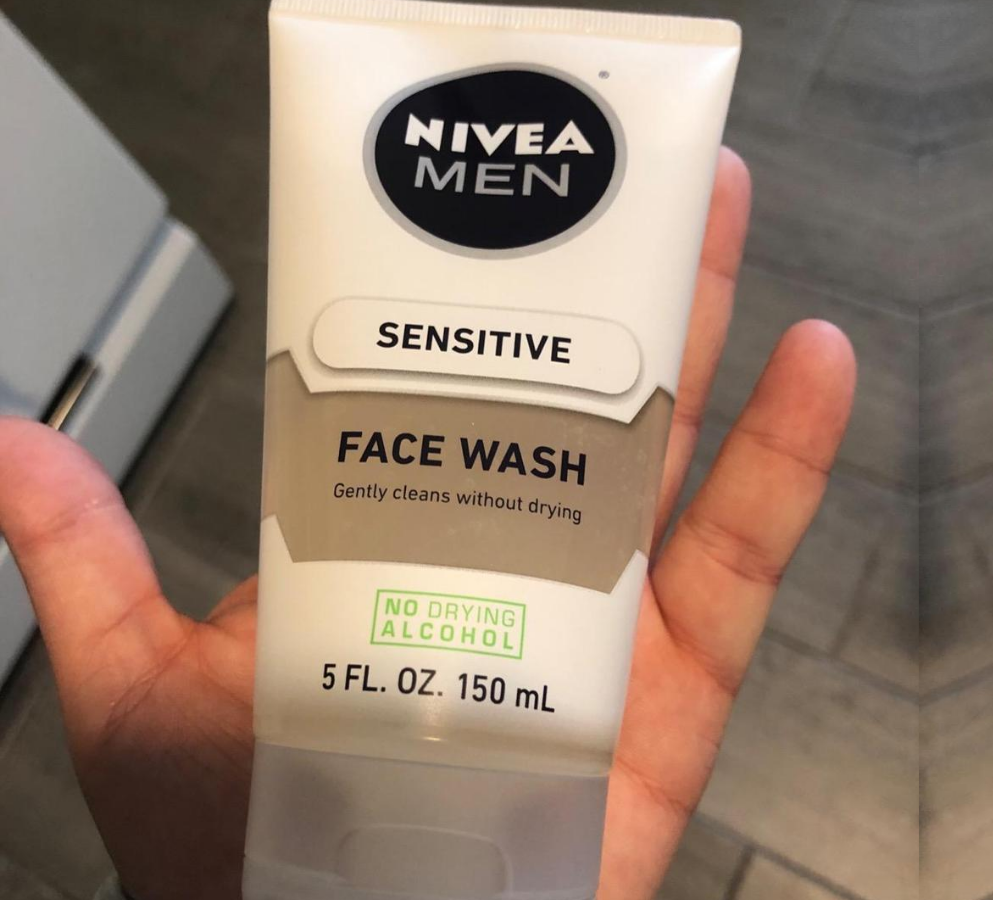 NIVEA
MEN
SENSITIVE
FACE WASH
Gently cleans without drying
NO DRYING
ALCOHOL
5 FL. OZ. 150 mL